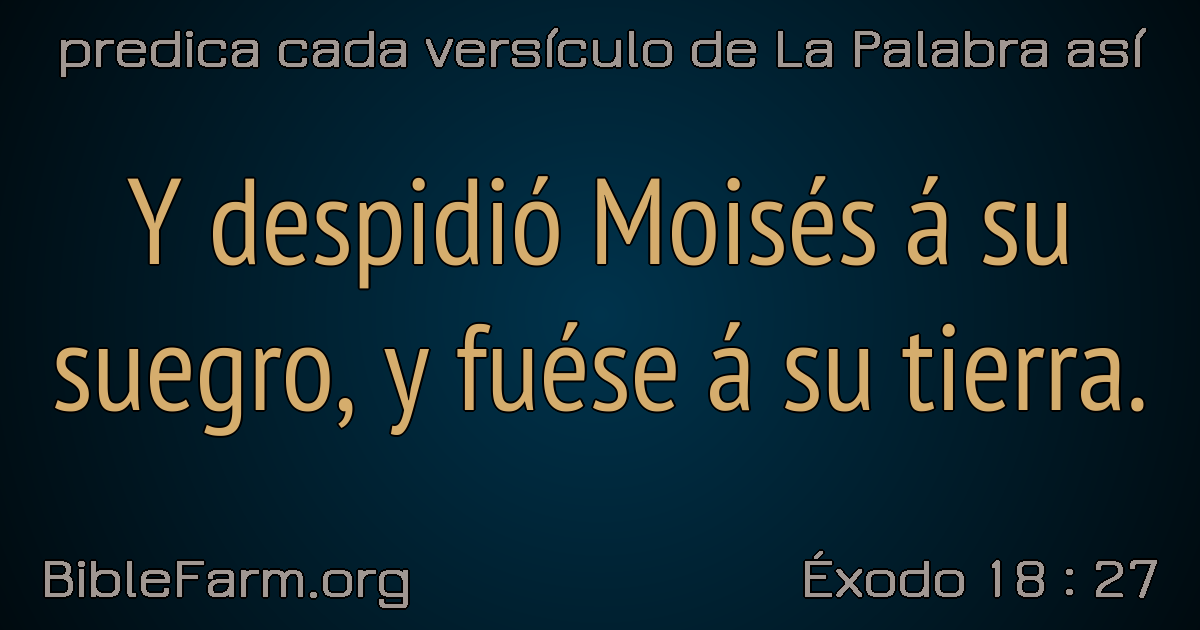 predica cada versículo de La Palabra así
Y despidió Moisés á su
suegro, y fuése á su tierra.
BibleFarm.org
Éxodo 18 : 27